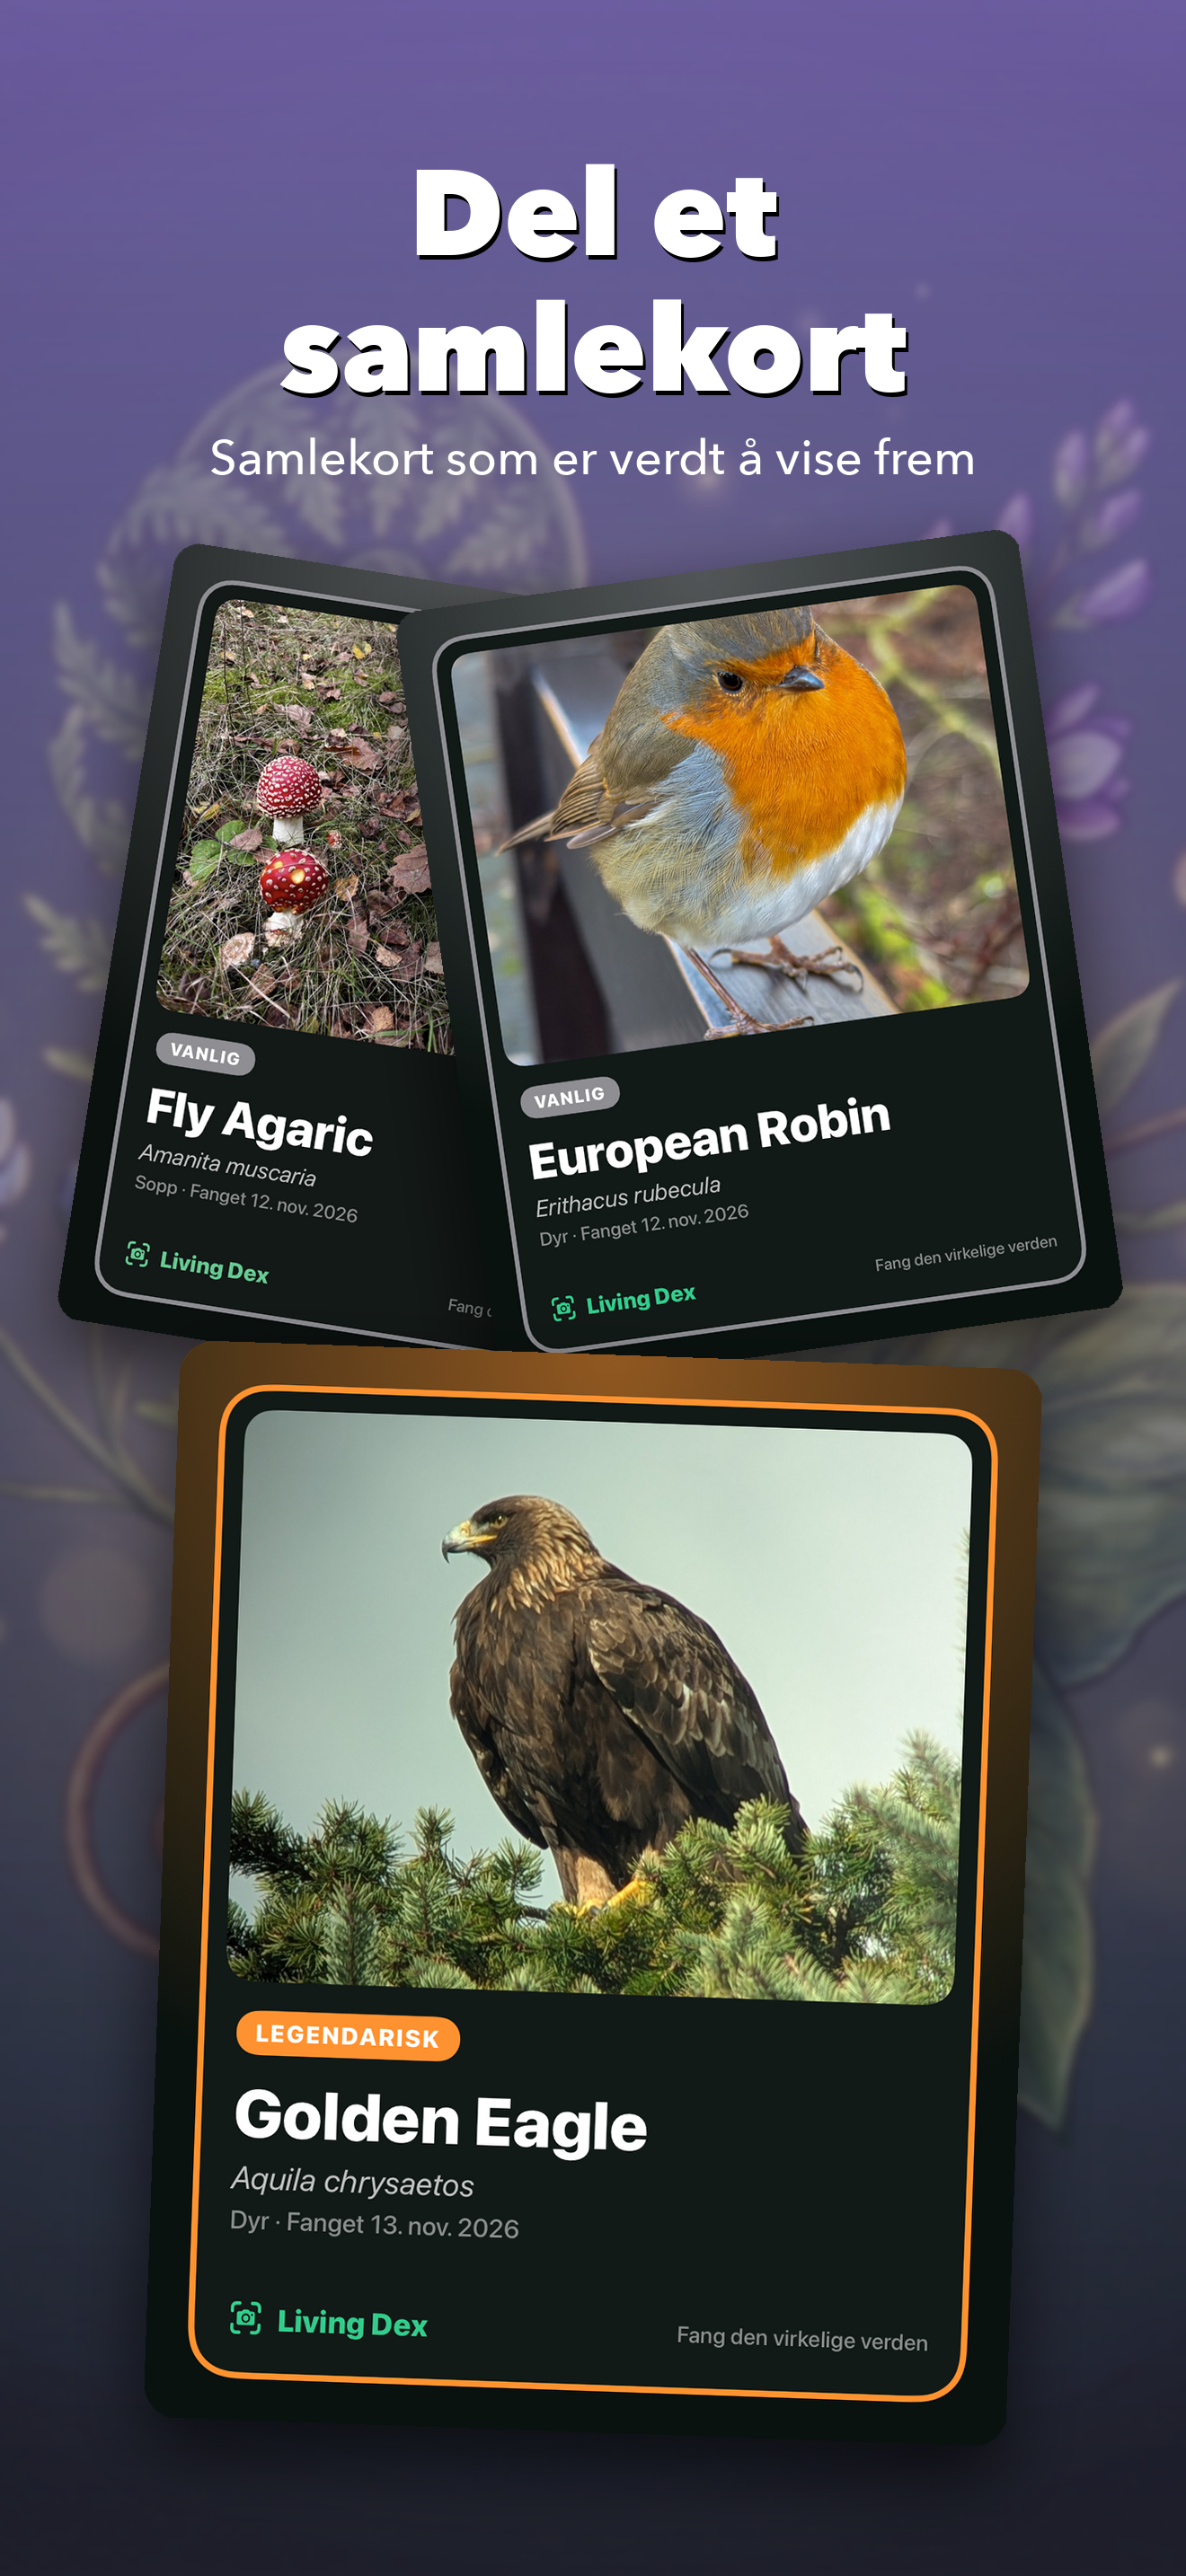 Del et
samlekort
Samlekort som er verdt å vise frem
VANLIG
Fly Agaric
Amanita muscaria
Sopp · Fanget 12. nov. 2026
Living Dex
Fang
VANLIG
European Robin
Erithacus rubecula
Dyr · Fanget 12. nov. 2026
Living Dex
Fang den virkelige verden
LEGENDARISK
Golden Eagle
Aquila chrysaetos
Dyr · Fanget 13. nov. 2026
Living Dex
Fang den virkelige verden